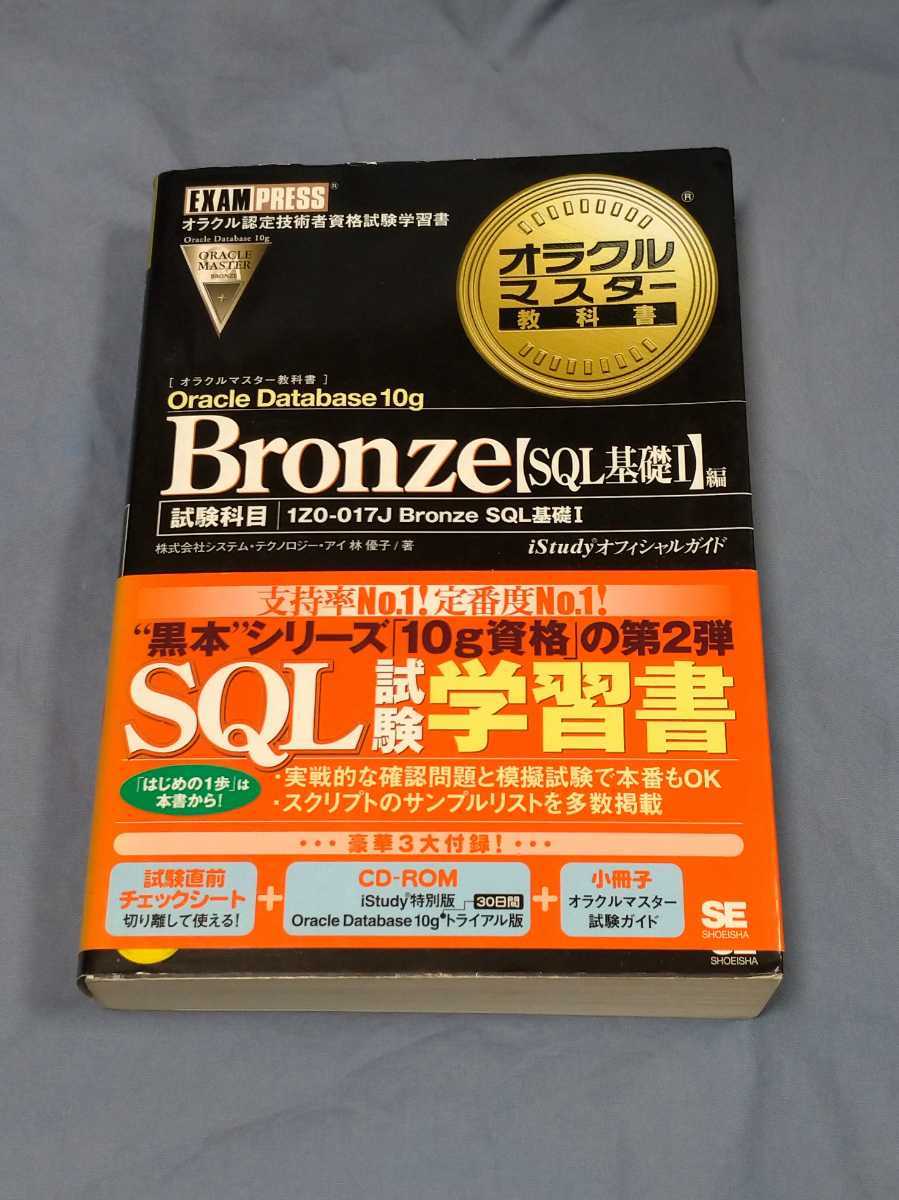 EXAMPRESS®
オラクル認定技術者資格試験学習書
Oracle Database 10g
ORACLE
MASTER
BRONZE
®
オラクル
マスター
教科書
[オラクルマスター教科書]
Oracle Database 10g
Bronze【SQL基礎I】編
試験科目 1Z0-017J Bronze SQL基礎I
株式会社システム・テクノロジー・アイ 林 優子/著
iStudy®オフィシャルガイド
支持率No.1!定番度No.1!
“黒本”シリーズ「10g資格」の第2弾
SQL試験学習書
「はじめの1歩」は
本書から!
・実戦的な確認問題と模擬試験で本番もOK
・スクリプトのサンプルリストを多数掲載
・・・豪華3大付録!・・・
試験直前
チェックシート
切り離して使える!
+
CD-ROM
iStudy®特別版
30日間
Oracle Database 10g トライアル版
+
小冊子
オラクルマスター
試験ガイド
SE
SHOEISHA
SHOEISHA